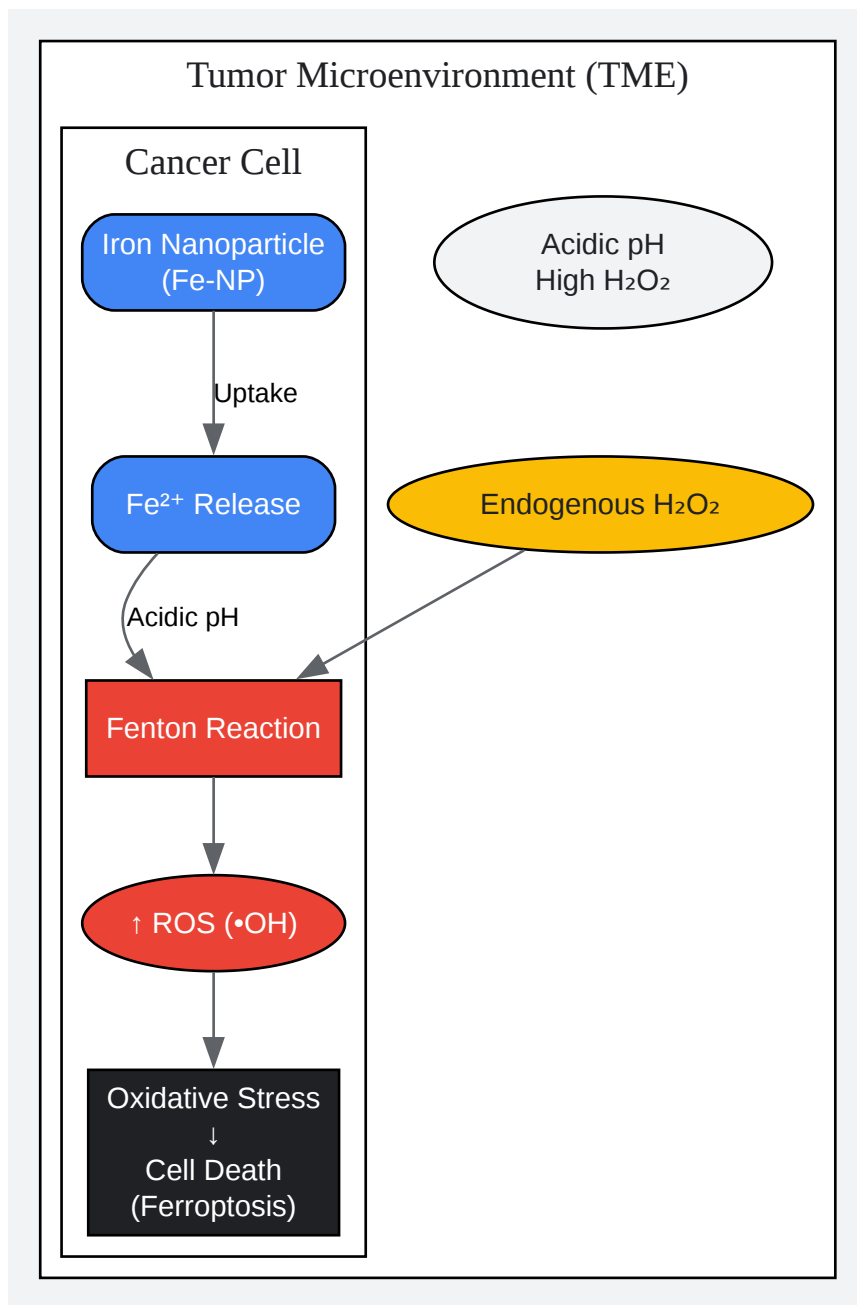 Tumor Microenvironment (TME)
Cancer Cell
Iron Nanoparticle
(Fe-NP)
Acidic pH
High H₂O₂
Uptake
Fe²⁺ Release
Endogenous H₂O₂
Acidic pH
Fenton Reaction
↑ ROS (•OH)
Oxidative Stress
↓
Cell Death
(Ferroptosis)